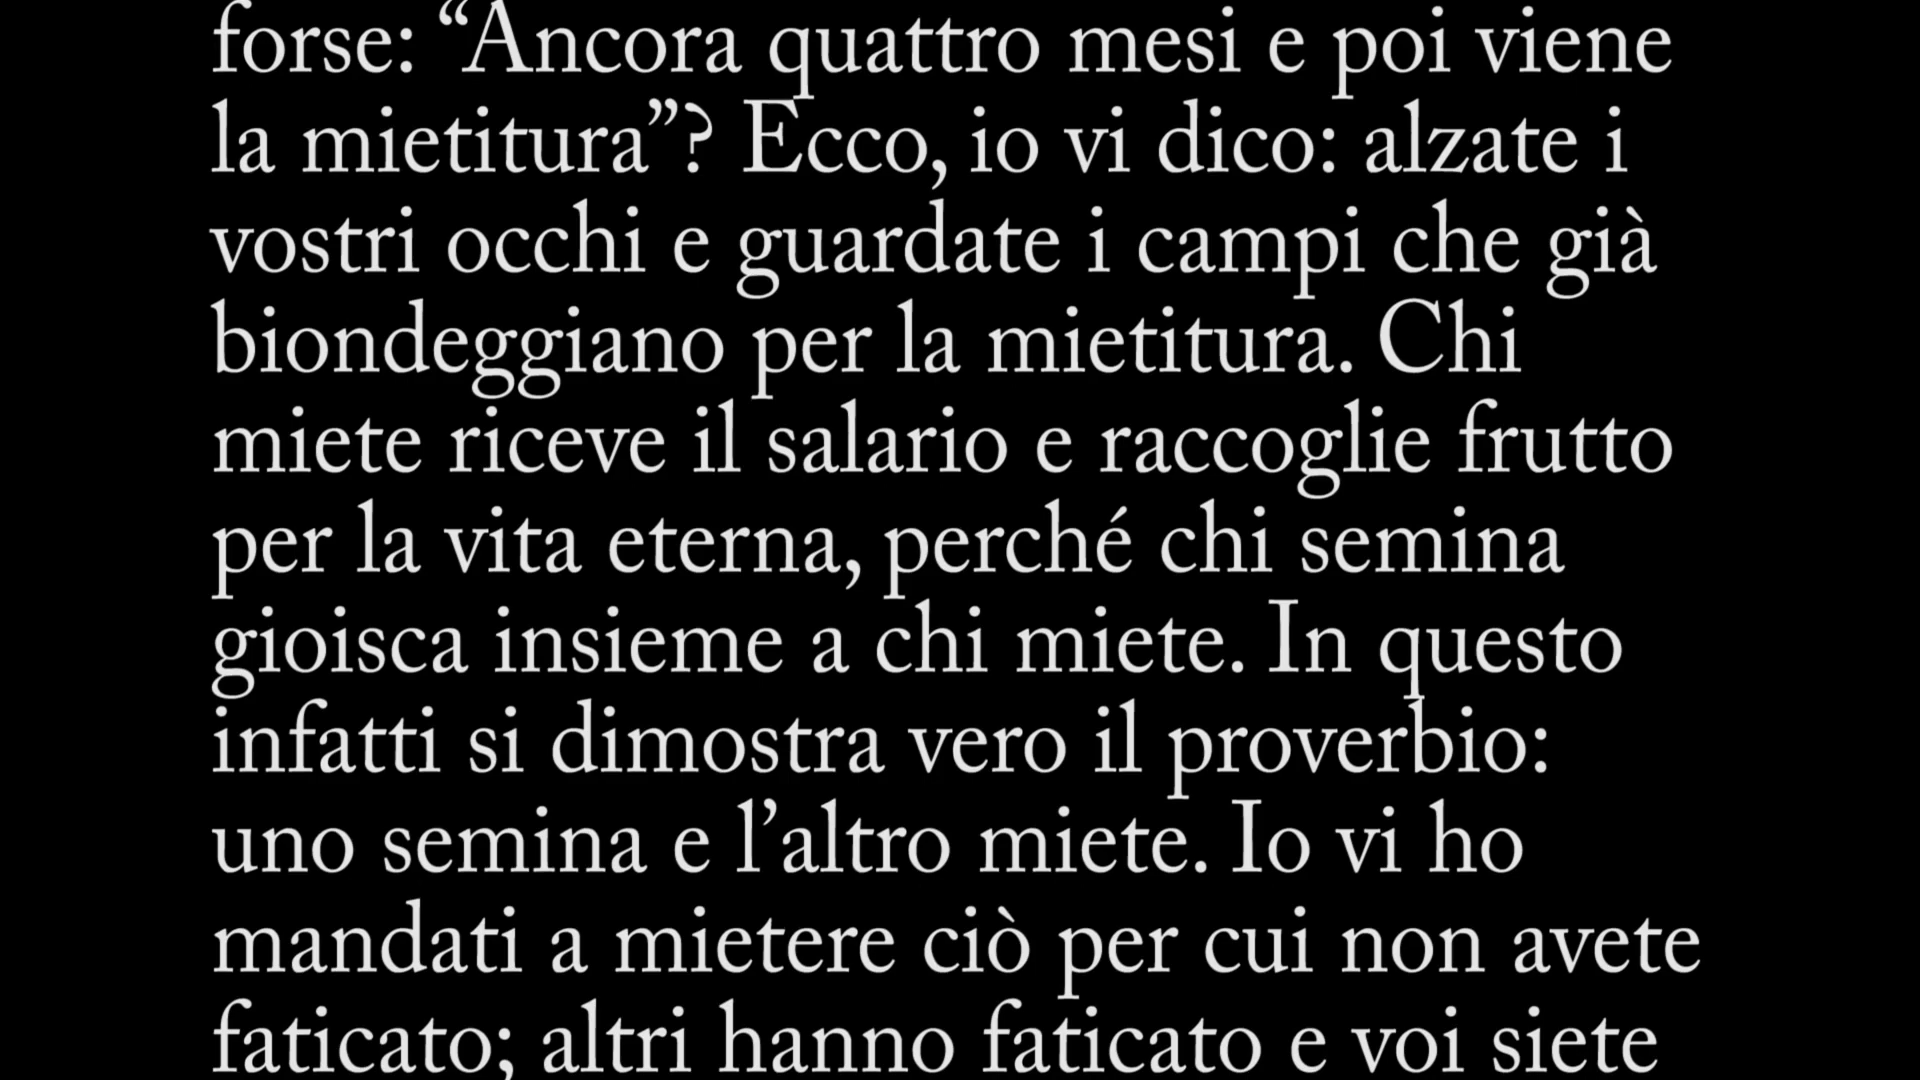 forse: “Ancora quattro mesi e poi viene
la mietitura”? Ecco, io vi dico: alzate i
vostri occhi e guardate i campi che già
biondeggiano per la mietitura. Chi
miete riceve il salario e raccoglie frutto
per la vita eterna, perché chi semina
gioisca insieme a chi miete. In questo
infatti si dimostra vero il proverbio:
uno semina e l’altro miete. Io vi ho
mandati a mietere ciò per cui non avete
faticato; altri hanno faticato e voi siete